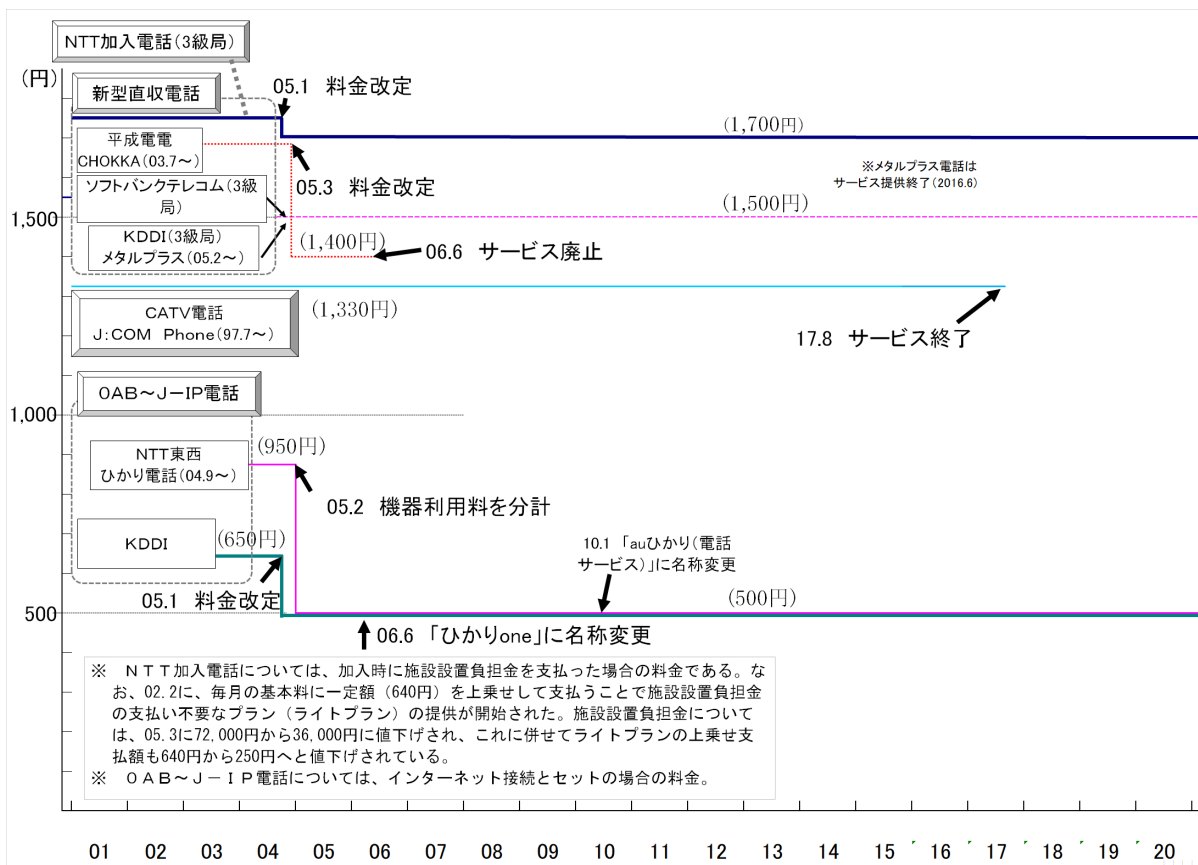 NTT加入電話(3級局)
(円)
新型直収電話
05.1 料金改定
(1,700円)
平成電電
CHOKKA(03.7～)
※メタルプラス電話は
サービス提供終了(2016.6)
05.3 料金改定
ソフトバンクテレコム(3級
局)
1,500
(1,500円)
KDDI(3級局)
メタルプラス(05.2～)
(1,400円)
06.6 サービス廃止
CATV電話
J:COM Phone(97.7～)
(1,330円)
17.8 サービス終了
0AB～J-IP電話
1,000
NTT東西
ひかり電話(04.9～)
(950円)
05.2 機器利用料を分計
KDDI
(650円)
10.1 「auひかり(電話
サービス)」に名称変更
05.1 料金改定
(500円)
500
06.6 「ひかりone」に名称変更
※ NTT加入電話については、加入時に施設設置負担金を支払った場合の料金である。な
お、02.2に、毎月の基本料に一定額（640円）を上乗せして支払うことで施設設置負担金
の支払い不要なプラン（ライトプラン）の提供が開始された。施設設置負担金について
は、05.3に72,000円から36,000円に値下げされ、これに併せてライトプランの上乗せ支
払額も640円から250円へと値下げされている。
※ 0AB～J-IP電話については、インターネット接続とセットの場合の料金。
01 02 03 04 05 06 07 08 09 10 11 12 13 14 15 16 17 18 19 20